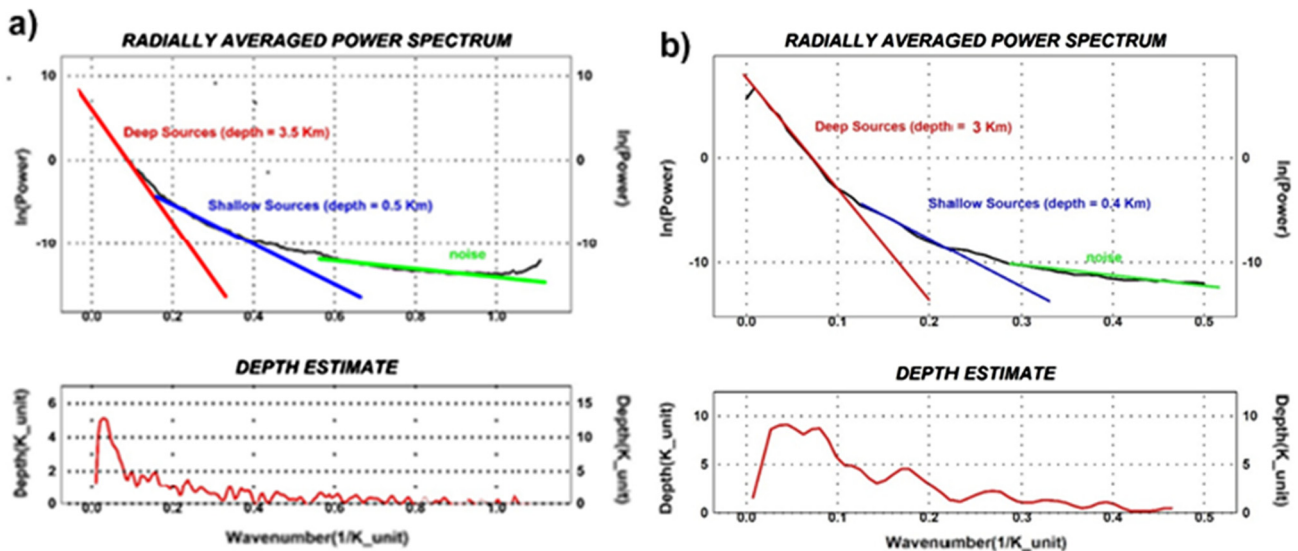 a)
RADIALLY AVERAGED POWER SPECTRUM
10
0
-10
ln(Power)
10
0
-10
ln(Power)
Deep Sources (depth = 3.5 Km)
Shallow Sources (depth = 0.5 Km)
noise
0.0 0.2 0.4 0.6 0.8 1.0
DEPTH ESTIMATE
Depth(K_unit)
6
4
2
0
15
10
5
0
Depth(K_unit)
0.0 0.2 0.4 0.6 0.8 1.0
Wavenumber(1/K_unit)
b)
RADIALLY AVERAGED POWER SPECTRUM
0
-10
ln(Power)
0
-10
ln(Power)
Deep Sources (depth = 3 Km)
Shallow Sources (depth = 0.4 Km)
noise
0.0 0.1 0.2 0.3 0.4 0.5
DEPTH ESTIMATE
Depth(K_unit)
10
5
0
10
5
0
Depth(K_unit)
0.0 0.1 0.2 0.3 0.4 0.5
Wavenumber(1/K_unit)